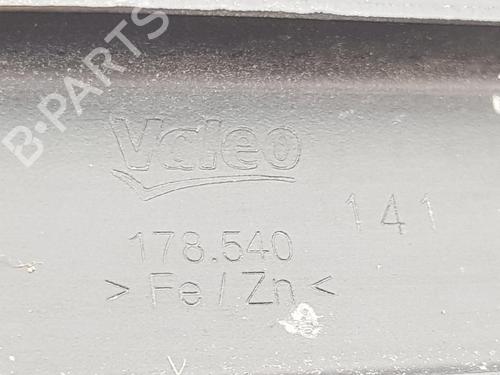 B-PARTS
Valeo
141
178.540
> Fe / Zn <